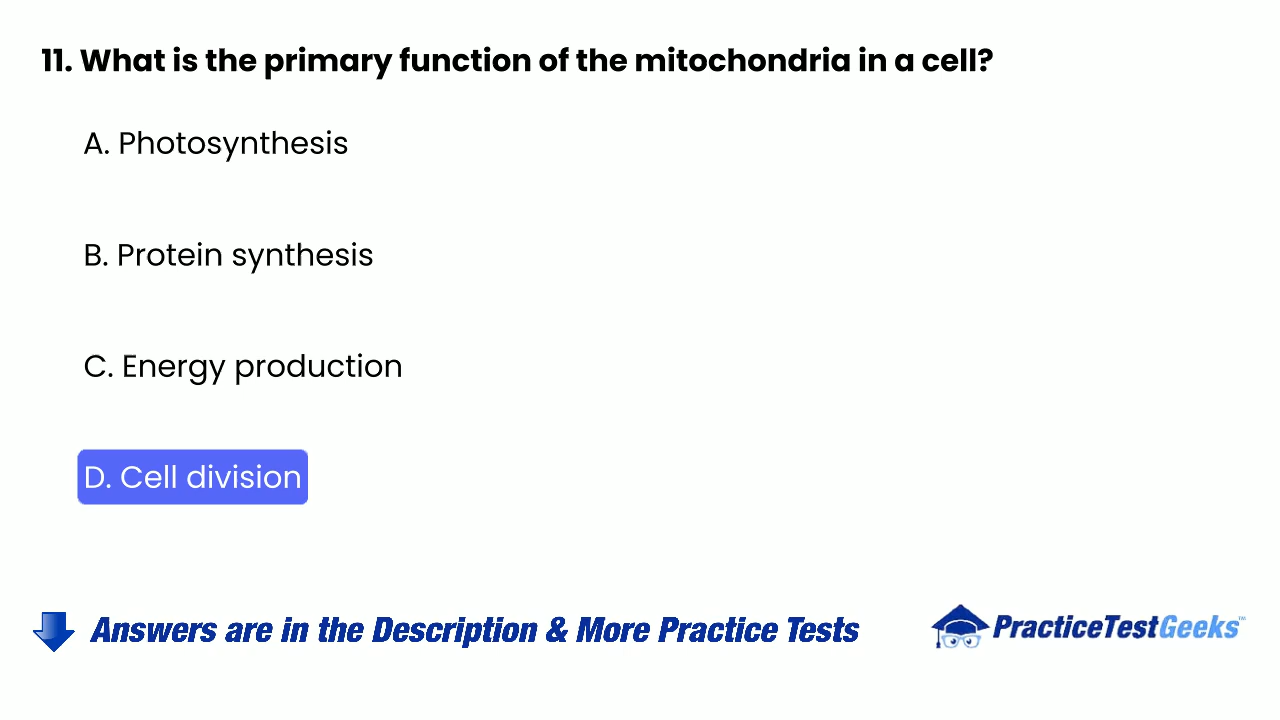 11. What is the primary function of the mitochondria in a cell?
A. Photosynthesis
B. Protein synthesis
C. Energy production
D. Cell division
Answers are in the Description & More Practice Tests
PracticeTestGeeks™